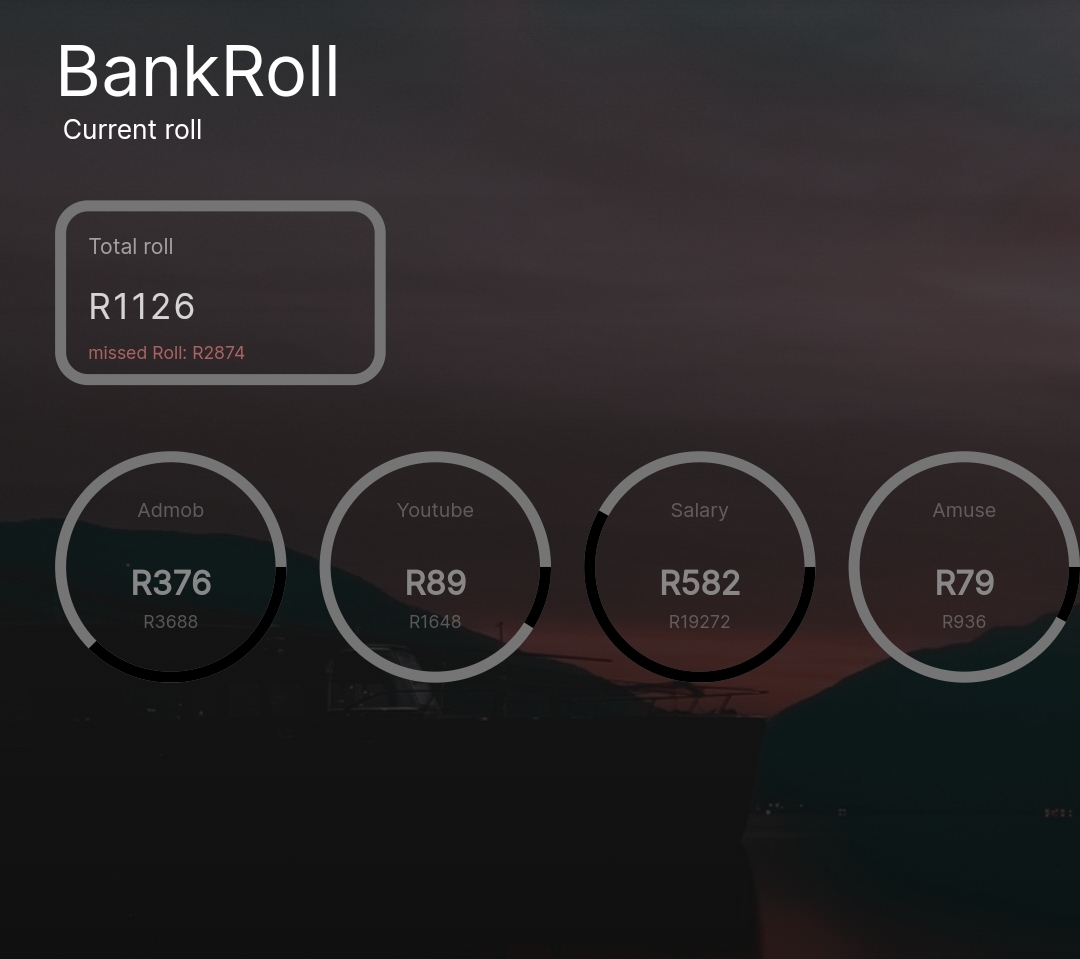 BankRoll
Current roll
Total roll
R1126
missed Roll: R2874
Admob
R376
R3688
Youtube
R89
R1648
Salary
R582
R19272
Amuse
R79
R936